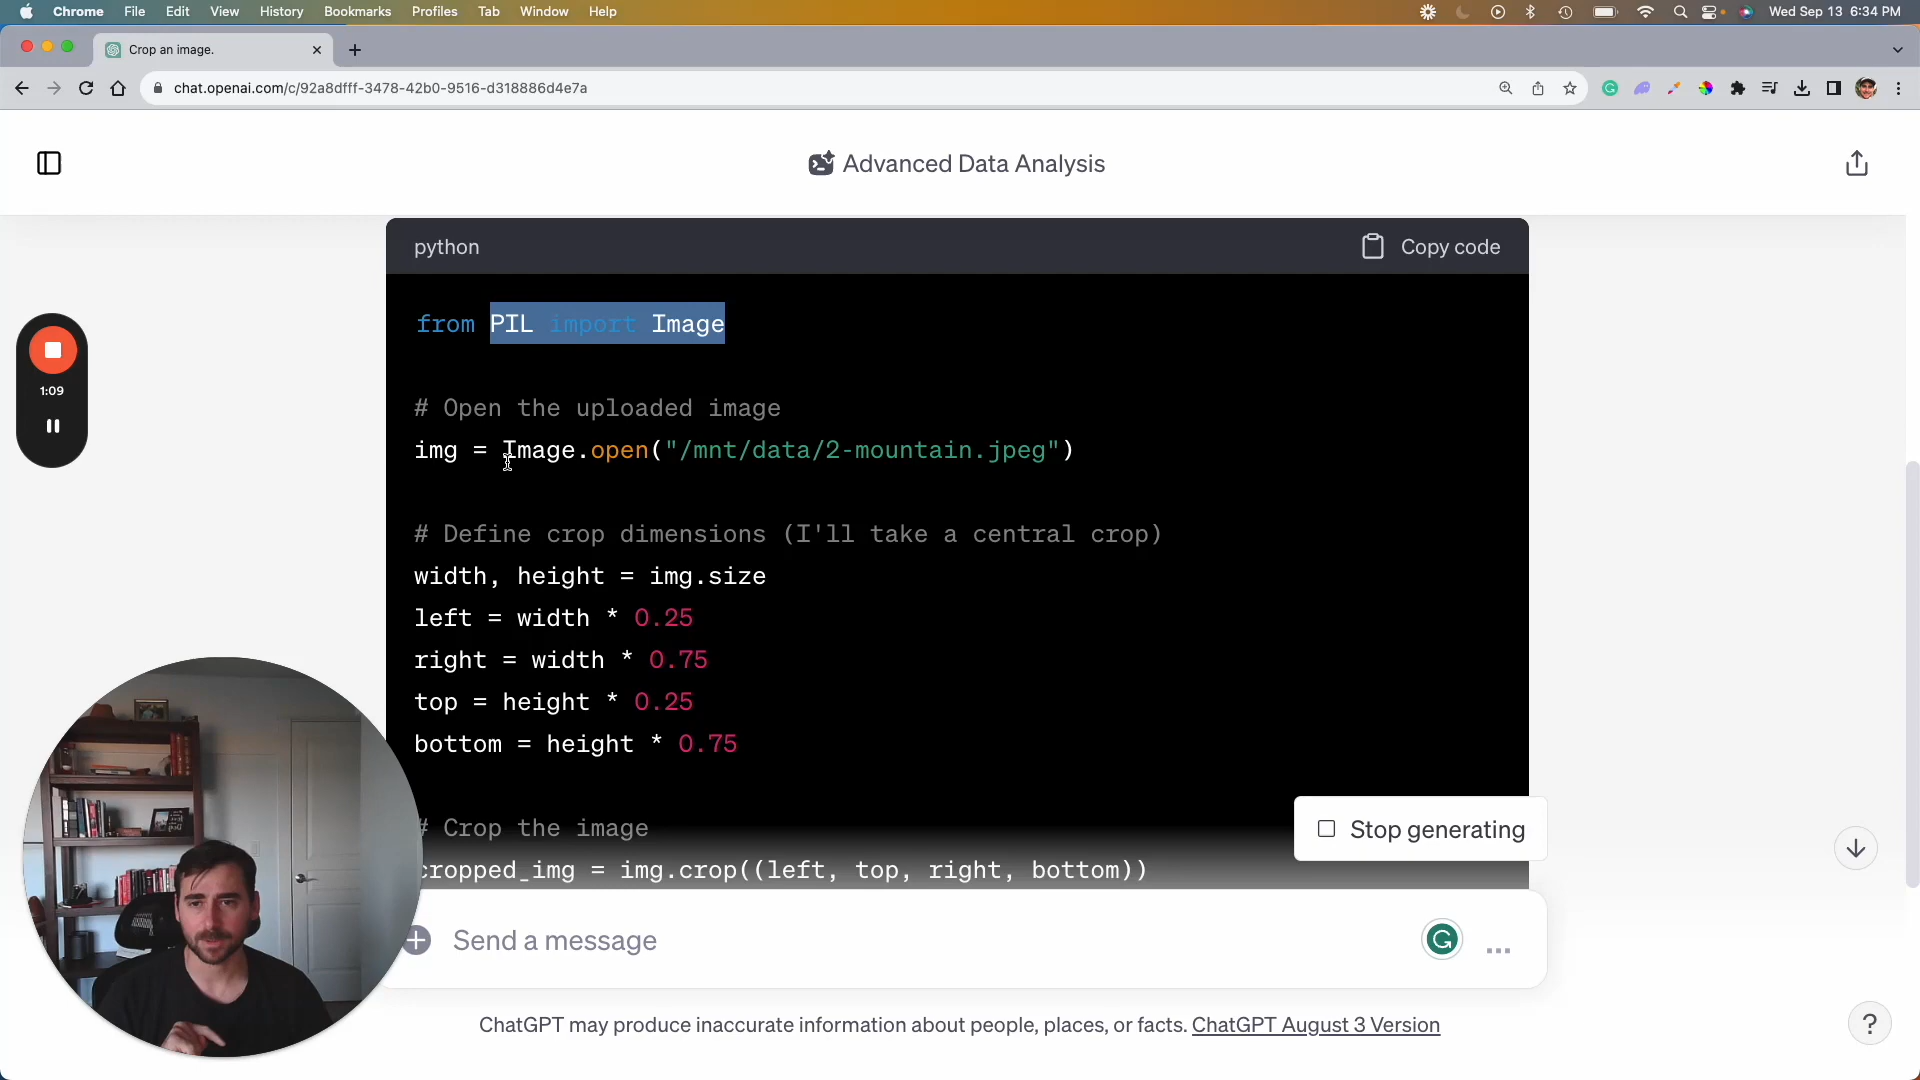 Chrome File Edit View History Bookmarks Profiles Tab Window Help Wed Sep 13 6:34 PM
Crop an image.
chat.openai.com/c/92a8dfff-3478-42b0-9516-d318886d4e7a
Advanced Data Analysis
python Copy code
from PIL import Image
# Open the uploaded image
img = Image.open("/mnt/data/2-mountain.jpeg")
1:09
# Define crop dimensions (I'll take a central crop)
width, height = img.size
left = width * 0.25
right = width * 0.75
top = height * 0.25
bottom = height * 0.75
# Crop the image
cropped_img = img.crop((left, top, right, bottom))
Stop generating
Send a message
ChatGPT may produce inaccurate information about people, places, or facts. ChatGPT August 3 Version
?